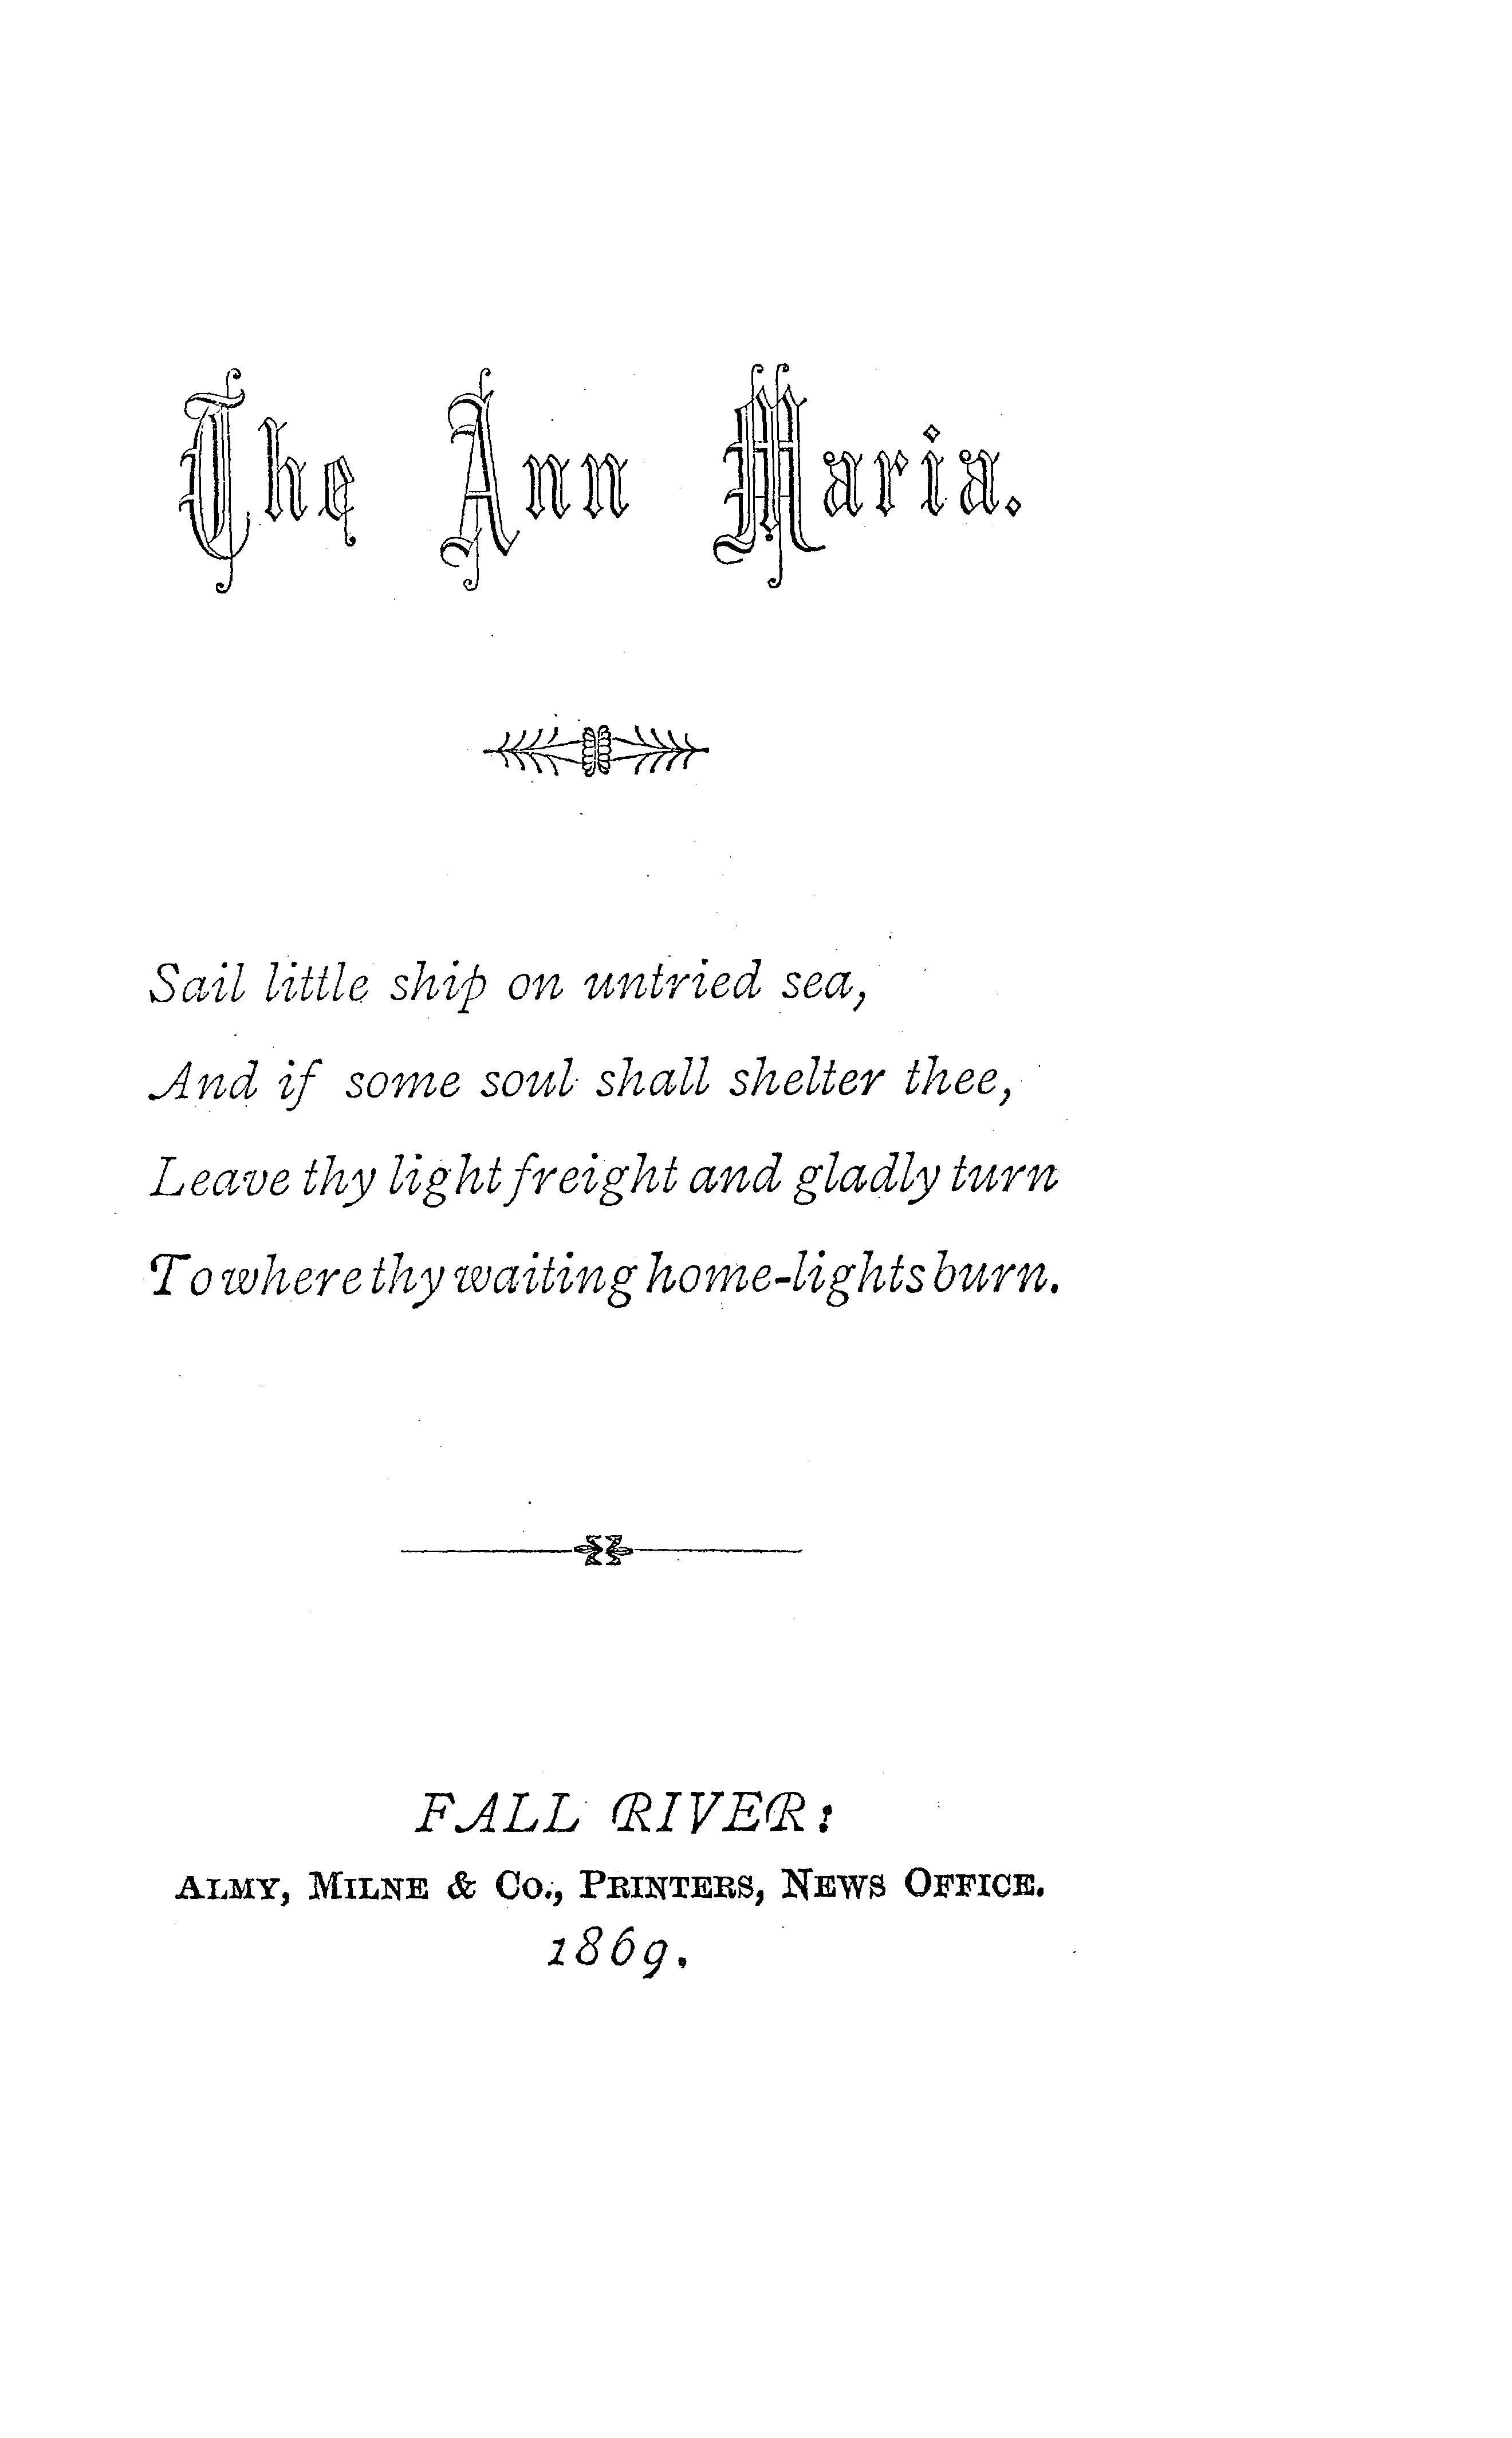 The Ann Maria.
Sail little ship on untried sea,
And if some soul shall shelter thee,
Leave thy light freight and gladly turn
To where thy waiting home-lights burn.
FALL RIVER:
ALMY, MILNE & CO., PRINTERS, NEWS OFFICE.
1869.